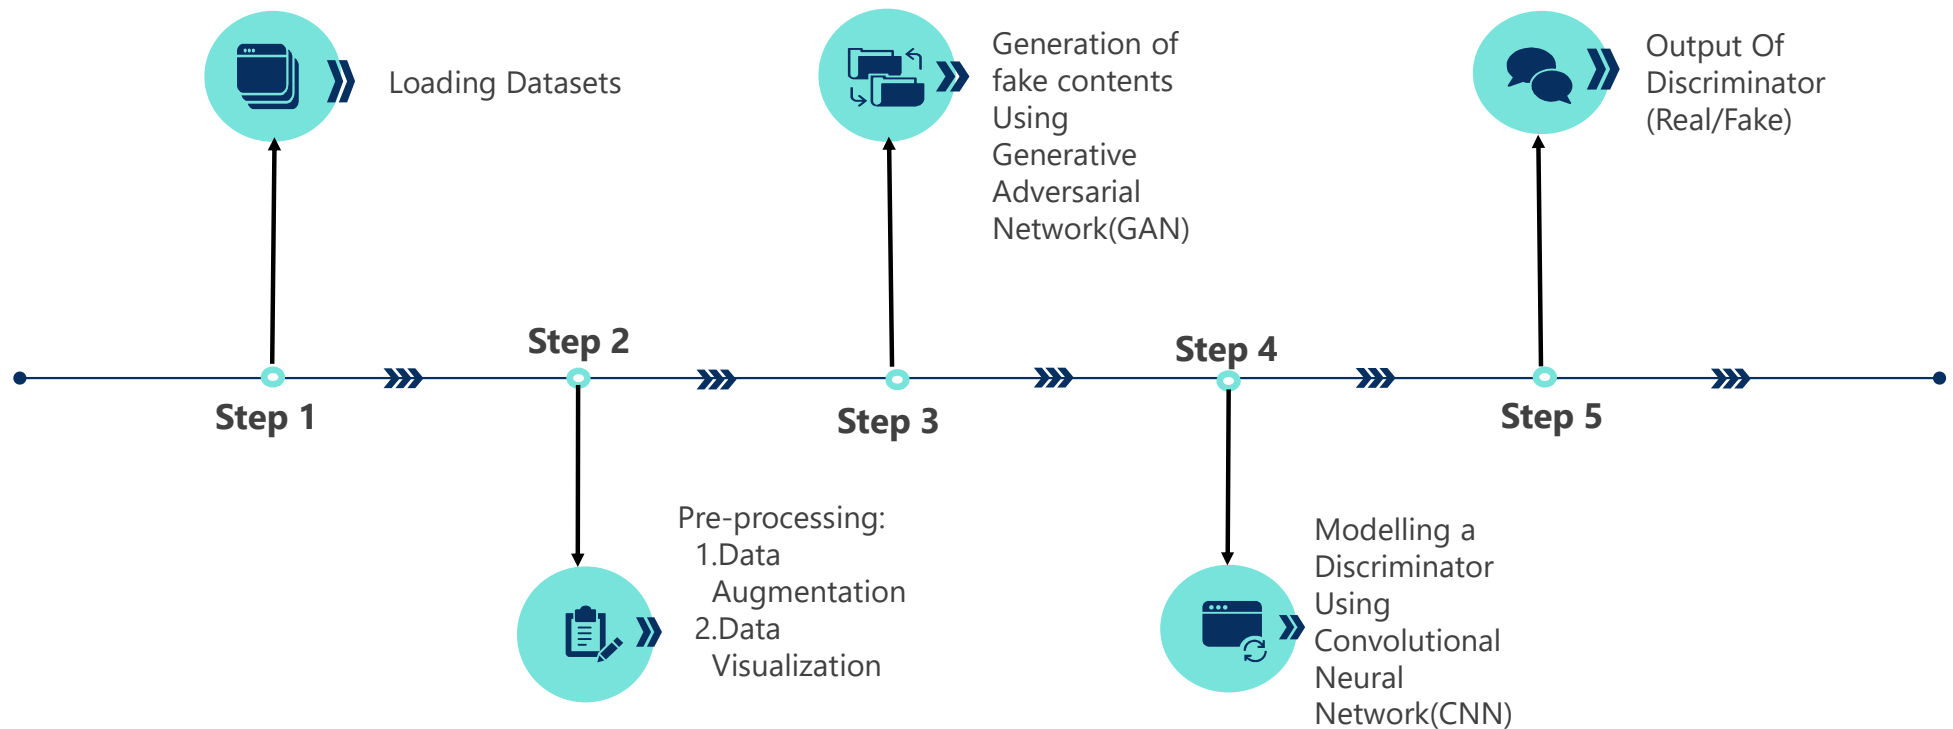 Loading Datasets
Step 1
Step 2
Pre-processing:
1.Data
Augmentation
2.Data
Visualization
Generation of
fake contents
Using
Generative
Adversarial
Network(GAN)
Step 3
Step 4
Modelling a
Discriminator
Using
Convolutional
Neural
Network(CNN)
Output Of
Discriminator
(Real/Fake)
Step 5